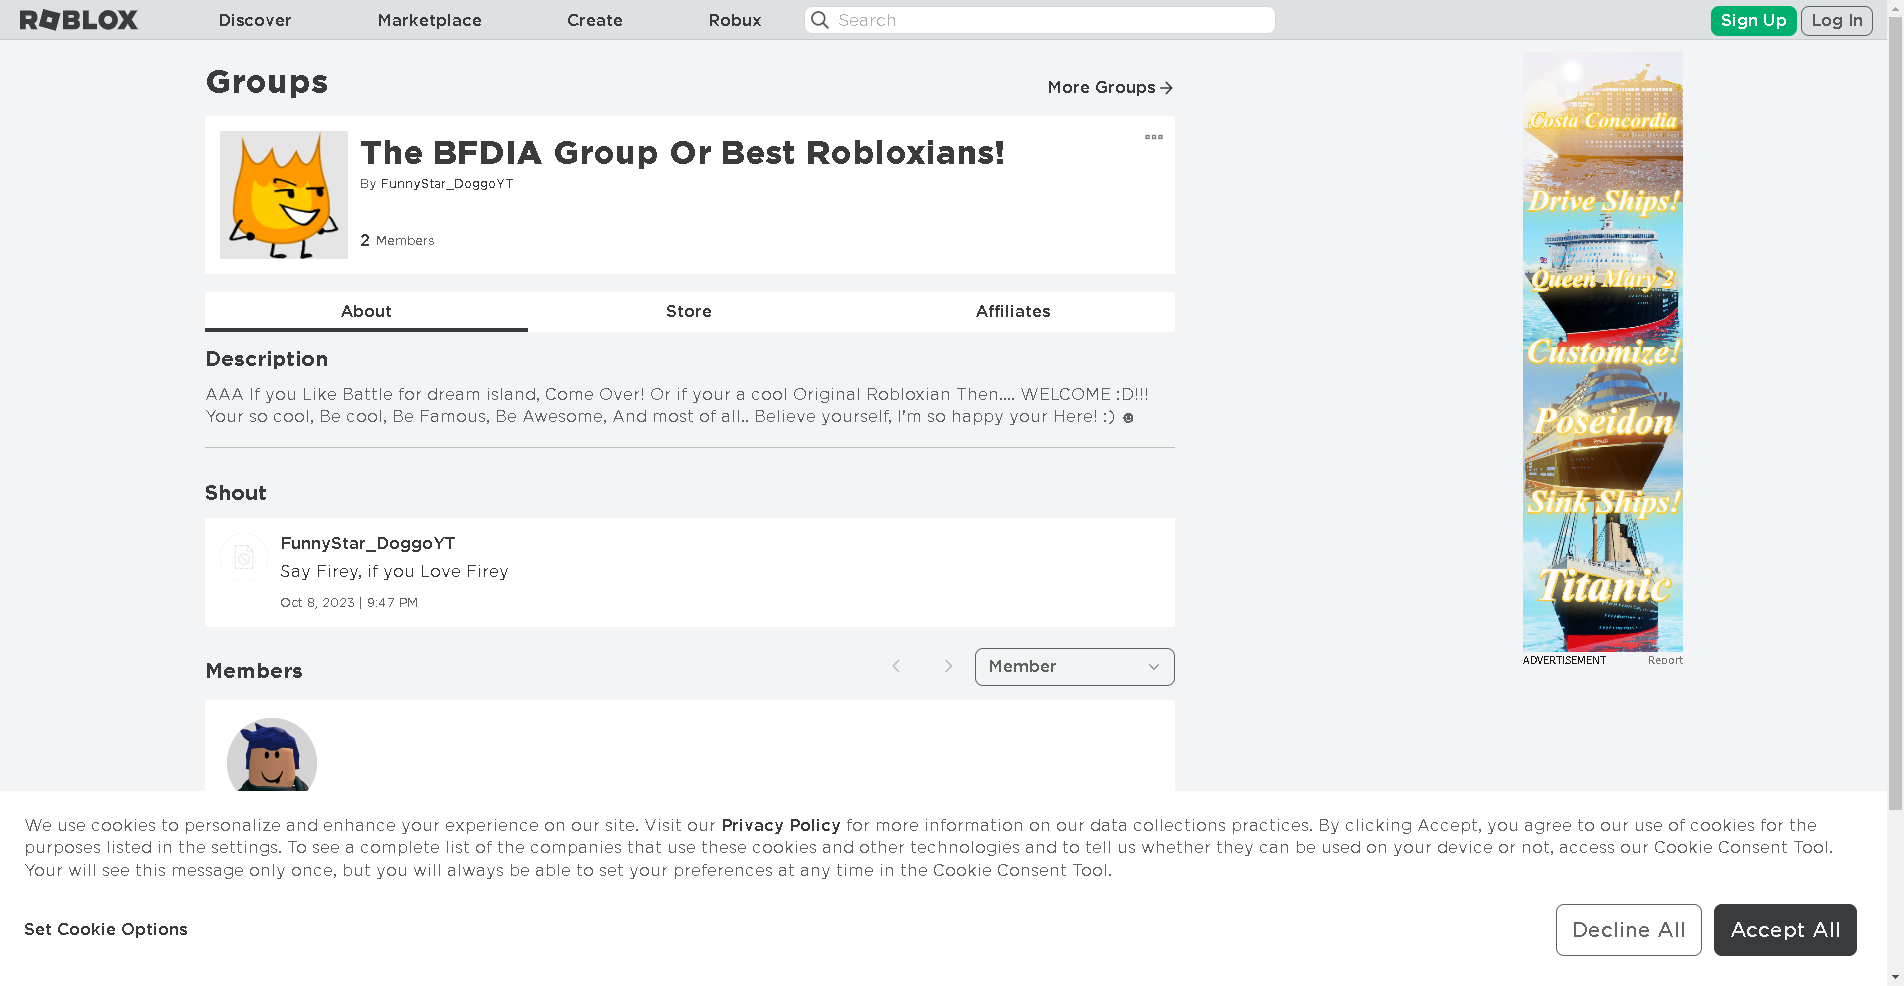 ROBLOX
Discover
Marketplace
Create
Robux
Search
Sign Up
Log In
Groups
More Groups
The BFDIA Group Or Best Robloxians!
By FunnyStar_DoggoYT
2 Members
About
Store
Affiliates
Description
AAA If you Like Battle for dream island, Come Over! Or if your a cool Original Robloxian Then.... WELCOME :D!!!
Your so cool, Be cool, Be Famous, Be Awesome, And most of all.. Believe yourself, I'm so happy your Here! :) ☻
Shout
FunnyStar_DoggoYT
Say Firey, if you Love Firey
Oct 8, 2023 | 9:47 PM
Members
Member
Costa Concordia
Drive Ships!
Queen Mary 2
Customize!
Poseidon
Sink Ships!
Titanic
ADVERTISEMENT
Report
We use cookies to personalize and enhance your experience on our site. Visit our Privacy Policy for more information on our data collections practices. By clicking Accept, you agree to our use of cookies for the
purposes listed in the settings. To see a complete list of the companies that use these cookies and other technologies and to tell us whether they can be used on your device or not, access our Cookie Consent Tool.
Your will see this message only once, but you will always be able to set your preferences at any time in the Cookie Consent Tool.
Set Cookie Options
Decline All
Accept All